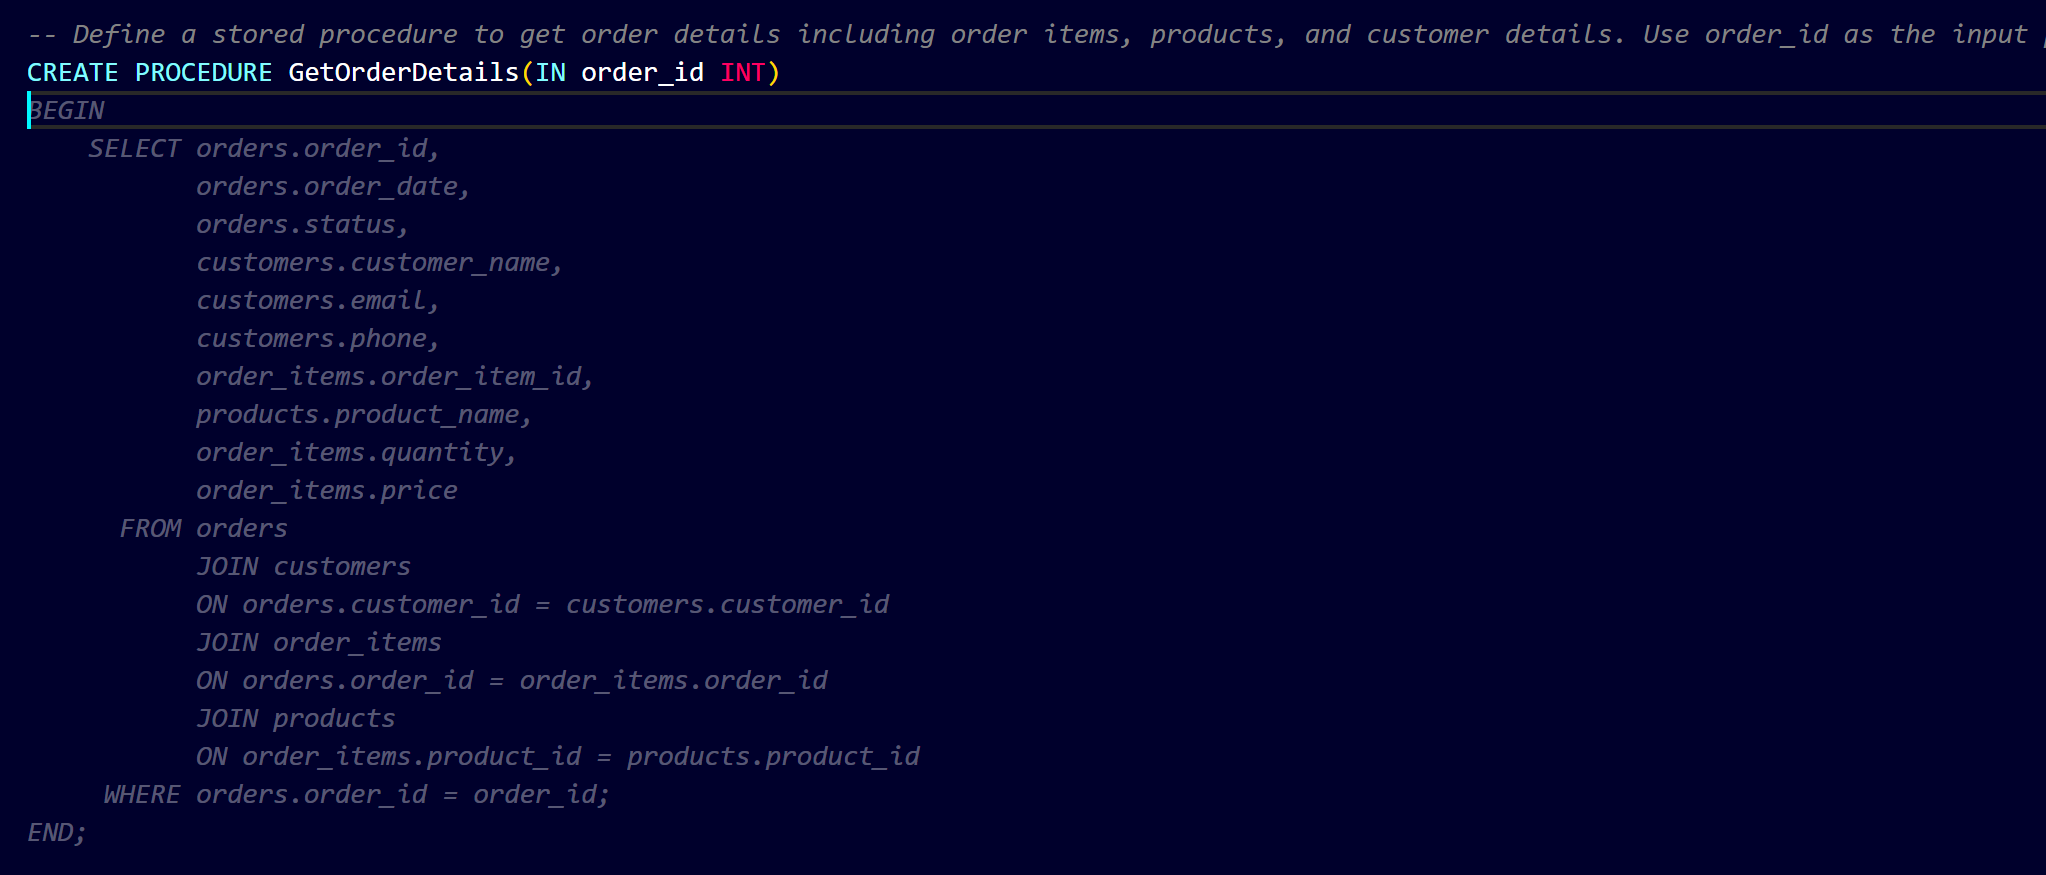 -- Define a stored procedure to get order details including order items, products, and customer details. Use order_id as the input
CREATE PROCEDURE GetOrderDetails(IN order_id INT)
BEGIN
    SELECT orders.order_id,
           orders.order_date,
           orders.status,
           customers.customer_name,
           customers.email,
           customers.phone,
           order_items.order_item_id,
           products.product_name,
           order_items.quantity,
           order_items.price
      FROM orders
           JOIN customers
           ON orders.customer_id = customers.customer_id
           JOIN order_items
           ON orders.order_id = order_items.order_id
           JOIN products
           ON order_items.product_id = products.product_id
     WHERE orders.order_id = order_id;
END;